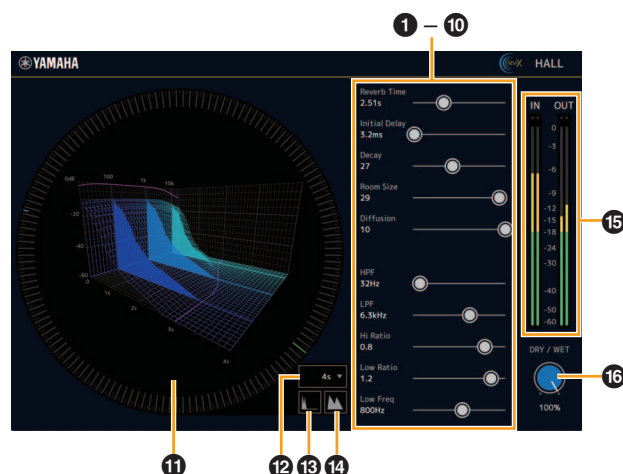 1 – 10
YAMAHA
revX HALL
Reverb Time
2.51s
Initial Delay
3.2ms
Decay
27
Room Size
29
Diffusion
10
HPF
32Hz
LPF
6.3kHz
Hi Ratio
0.8
Low Ratio
1.2
Low Freq
800Hz
IN OUT
0
-3
-6
-9
-12
-15
-18
-24
-30
-40
-50
-60
15
DRY / WET
100%
16
100 1k 10k
0dB
-20
-40
-60
0
1s
2s
3s
4s
4s
11 12 13 14